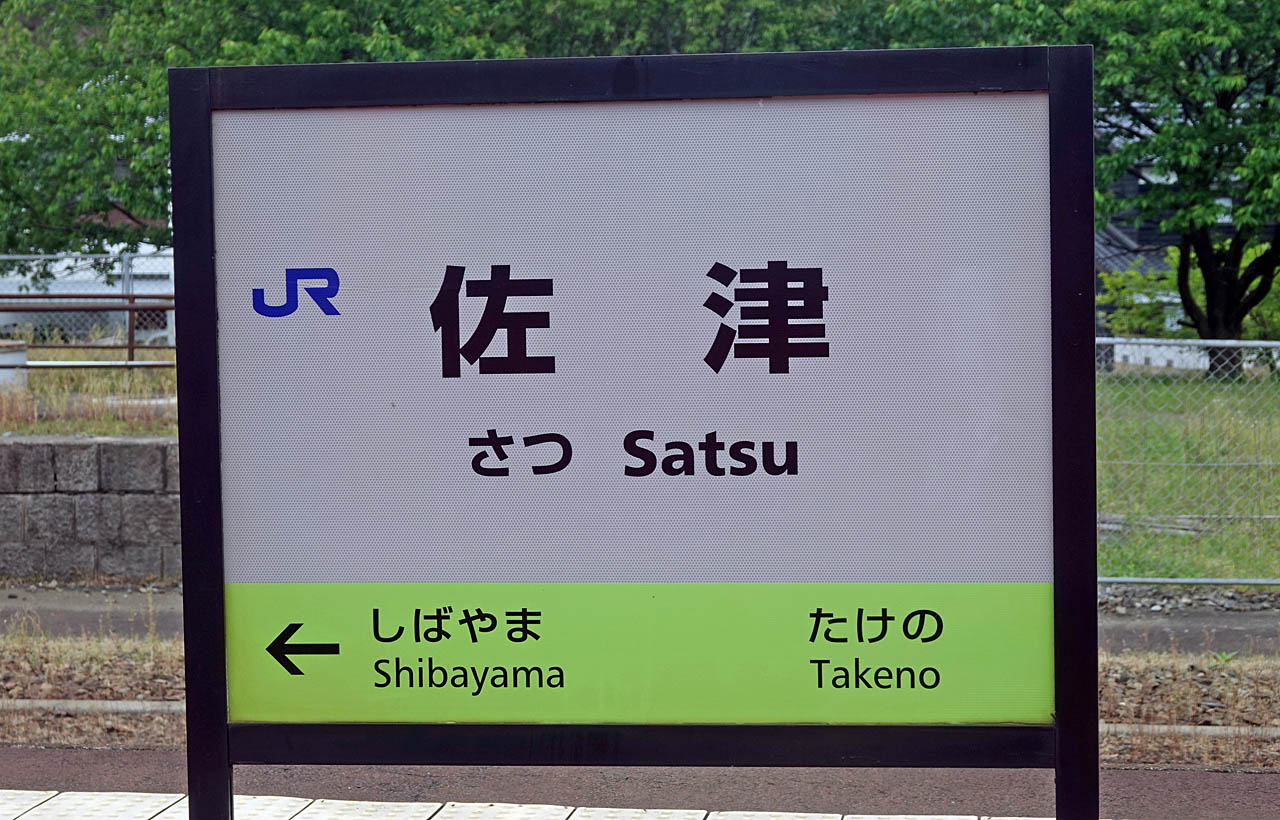 JR 佐津
さつ Satsu
← しばやま たけの
Shibayama Takeno